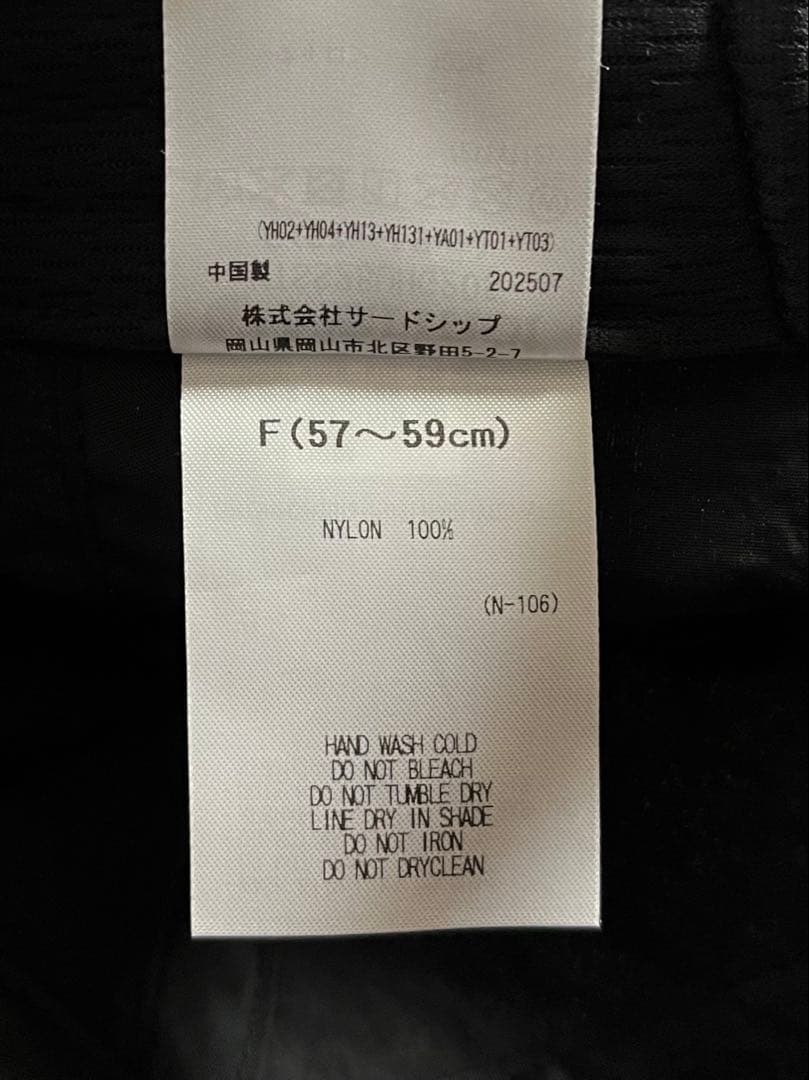 (YH02+YH04+YH13+YH131+YA01+YT01+YT03)
中国製 202507
株式会社サードシップ
岡山県岡山市北区野田5-2-7
F(57～59cm)
NYLON 100%
(N-106)
HAND WASH COLD
DO NOT BLEACH
DO NOT TUMBLE DRY
LINE DRY IN SHADE
DO NOT IRON
DO NOT DRYCLEAN